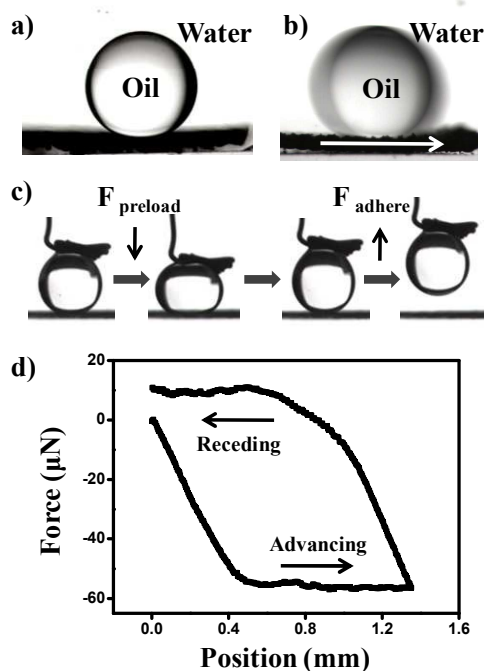 a)
Water
Oil
b)
Water
Oil
c)
F preload
F adhere
d)
Force (µN)
20
0
-20
-40
-60
Receding
Advancing
0.0 0.4 0.8 1.2 1.6
Position (mm)